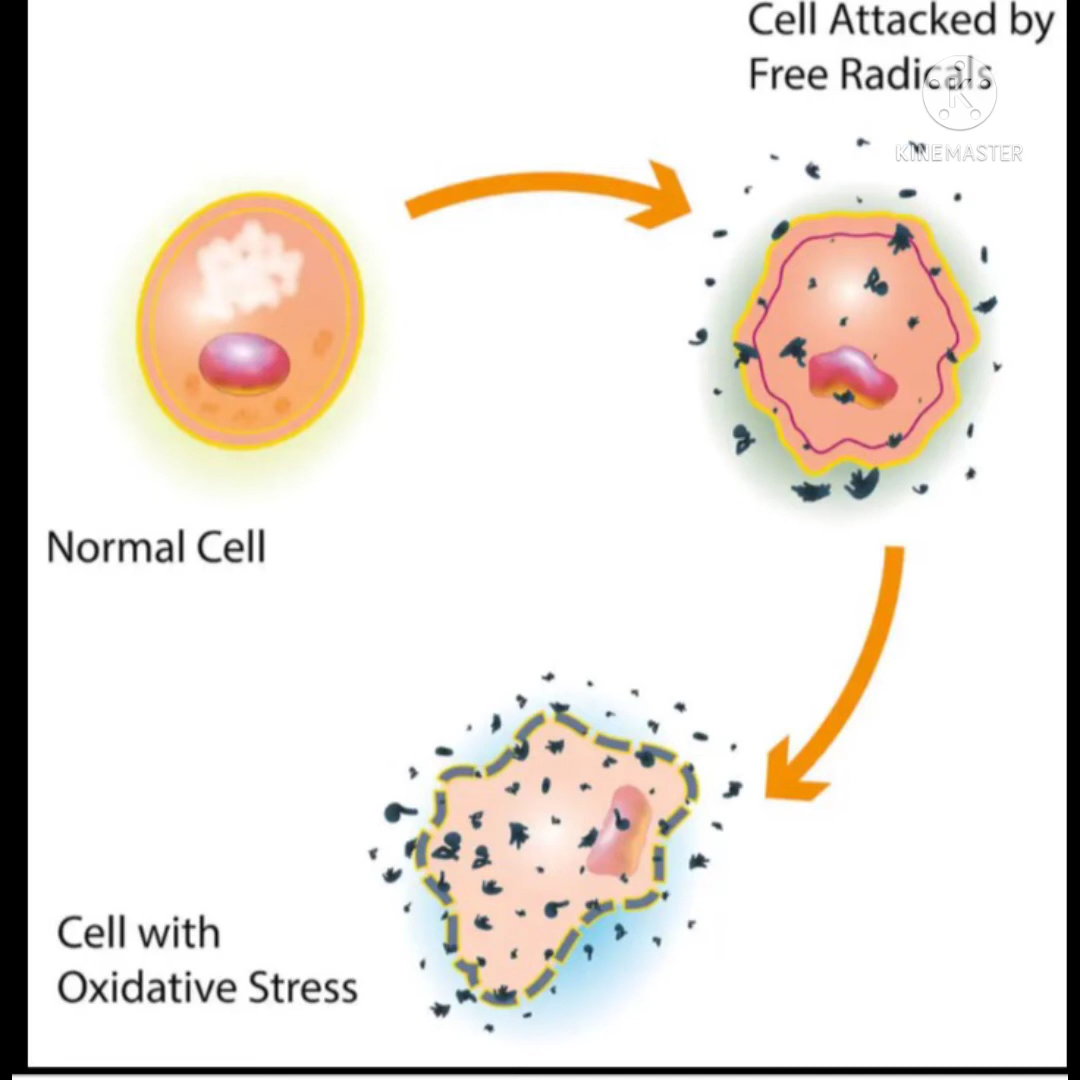 Cell Attacked by
Free Radicals
KINEMASTER
Normal Cell
Cell with
Oxidative Stress